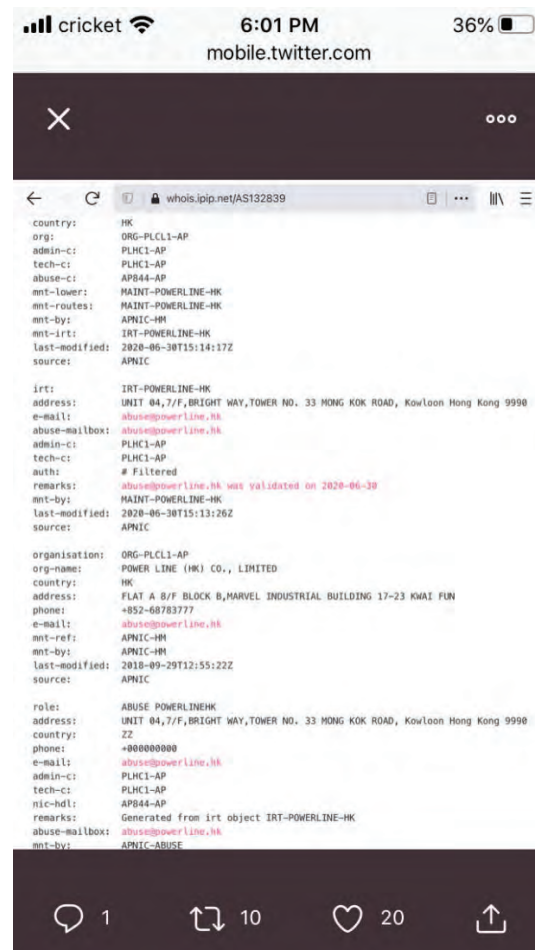 cricket 6:01 PM 36%
mobile.twitter.com
whois.ipip.net/AS132839
country: HK
org: ORG-PLCL1-AP
admin-c: PLHC1-AP
tech-c: PLHC1-AP
abuse-c: AP844-AP
mnt-lower: MAINT-POWERLINE-HK
mnt-routes: MAINT-POWERLINE-HK
mnt-by: APNIC-HM
mnt-irt: IRT-POWERLINE-HK
last-modified: 2020-06-30T15:14:17Z
source: APNIC
irt: IRT-POWERLINE-HK
address: UNIT 04,7/F,BRIGHT WAY,TOWER NO. 33 MONG KOK ROAD, Kowloon Hong Kong 9990
e-mail: abuse@powerline.hk
abuse-mailbox: abuse@powerline.hk
admin-c: PLHC1-AP
tech-c: PLHC1-AP
auth: # Filtered
remarks: abuse@powerline.hk was validated on 2020-06-30
mnt-by: MAINT-POWERLINE-HK
last-modified: 2020-06-30T15:13:26Z
source: APNIC
organisation: ORG-PLCL1-AP
org-name: POWER LINE (HK) CO., LIMITED
country: HK
address: FLAT A 8/F BLOCK B,MARVEL INDUSTRIAL BUILDING 17-23 KWAI FUN
phone: +852-68783777
e-mail: abuse@powerline.hk
mnt-ref: APNIC-HM
mnt-by: APNIC-HM
last-modified: 2018-09-29T12:55:22Z
source: APNIC
role: ABUSE POWERLINEHK
address: UNIT 04,7/F,BRIGHT WAY,TOWER NO. 33 MONG KOK ROAD, Kowloon Hong Kong 9990
country: ZZ
phone: +000000000
e-mail: abuse@powerline.hk
admin-c: PLHC1-AP
tech-c: PLHC1-AP
nic-hdl: AP844-AP
remarks: Generated from irt object IRT-POWERLINE-HK
abuse-mailbox: abuse@powerline.hk
mnt-by: APNIC-ABUSE
1 10 20